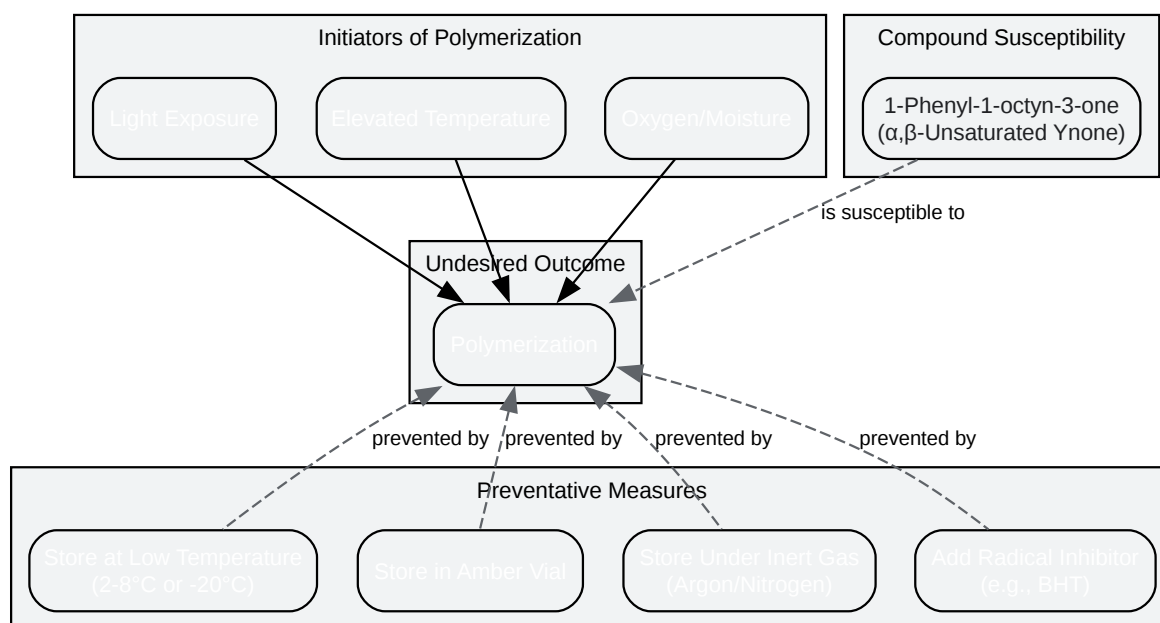 Initiators of Polymerization
Compound Susceptibility
Light Exposure
Elevated Temperature
Oxygen/Moisture
1-Phenyl-1-octyn-3-one
(α,β-Unsaturated Ynone)
is susceptible to
Undesired Outcome
Polymerization
prevented by
prevented by
prevented by
prevented by
Preventative Measures
Store at Low Temperature
(2-8°C or -20°C)
Store in Amber Vial
Store Under Inert Gas
(Argon/Nitrogen)
Add Radical Inhibitor
(e.g., BHT)